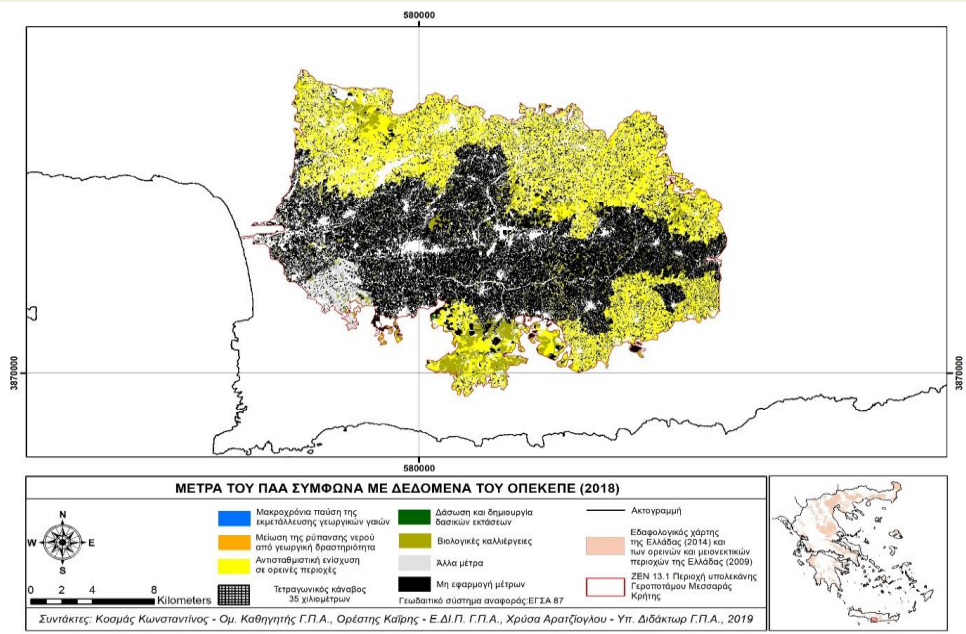 580000
3870000
3870000
580000
ΜΕΤΡΑ ΤΟΥ ΠΑΑ ΣΥΜΦΩΝΑ ΜΕ ΔΕΔΟΜΕΝΑ ΤΟΥ ΟΠΕΚΕΠΕ (2018)
N
W
E
S
0 2 4 8
Kilometers
Μακροχρόνια παύση της
εκμετάλλευσης γεωργικών γαιών
Μείωση της ρύπανσης νερού
από γεωργική δραστηριότητα
Αντισταθμιστική ενίσχυση
σε ορεινές περιοχές
Τετραγωνικός κάναβος
35 χιλιομέτρων
Δάσωση και δημιουργία
δασικών εκτάσεων
Βιολογικές καλλιέργειες
Άλλα μέτρα
Μη εφαρμογή μέτρων
Γεωδαιτικό σύστημα αναφοράς:ΕΓΣΑ 87
Ακτογραμμή
Εδαφολογικός χάρτης
της Ελλάδας (2014) και
των ορεινών και μειονεκτικών
περιοχών της Ελλάδας (2009)
ZEN 13.1 Περιοχή υπολεκάνης
Γεροποτάμου Μεσσαράς
Κρήτης
Συντάκτες: Κοσμάς Κωνσταντίνος - Ομ. Καθηγητής Γ.Π.Α., Ορέστης Καΐρης - Ε.ΔΙ.Π. Γ.Π.Α., Χρύσα Αρατζίογλου - Υπ. Διδάκτωρ Γ.Π.Α., 2019